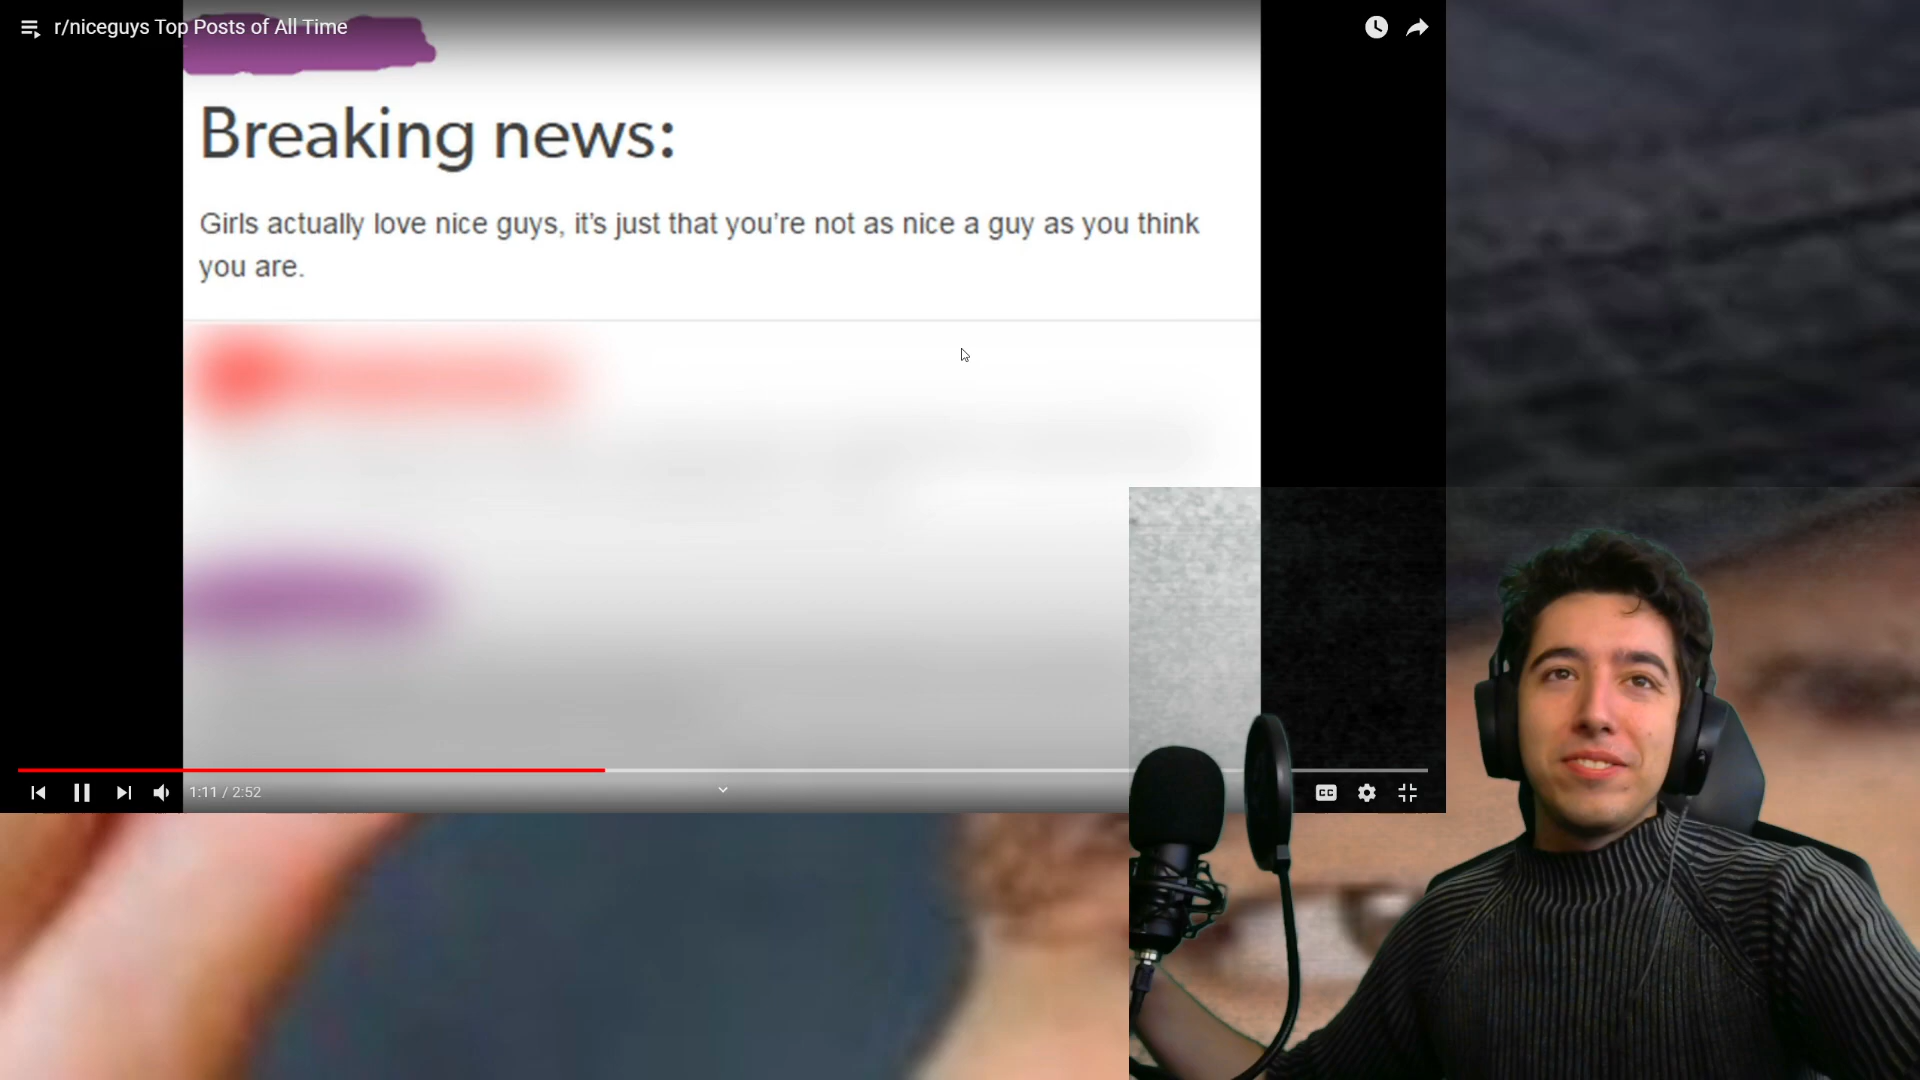 r/niceguys Top Posts of All Time
Breaking news:
Girls actually love nice guys, it's just that you're not as nice a guy as you think
you are.
1:11 / 2:52
CC